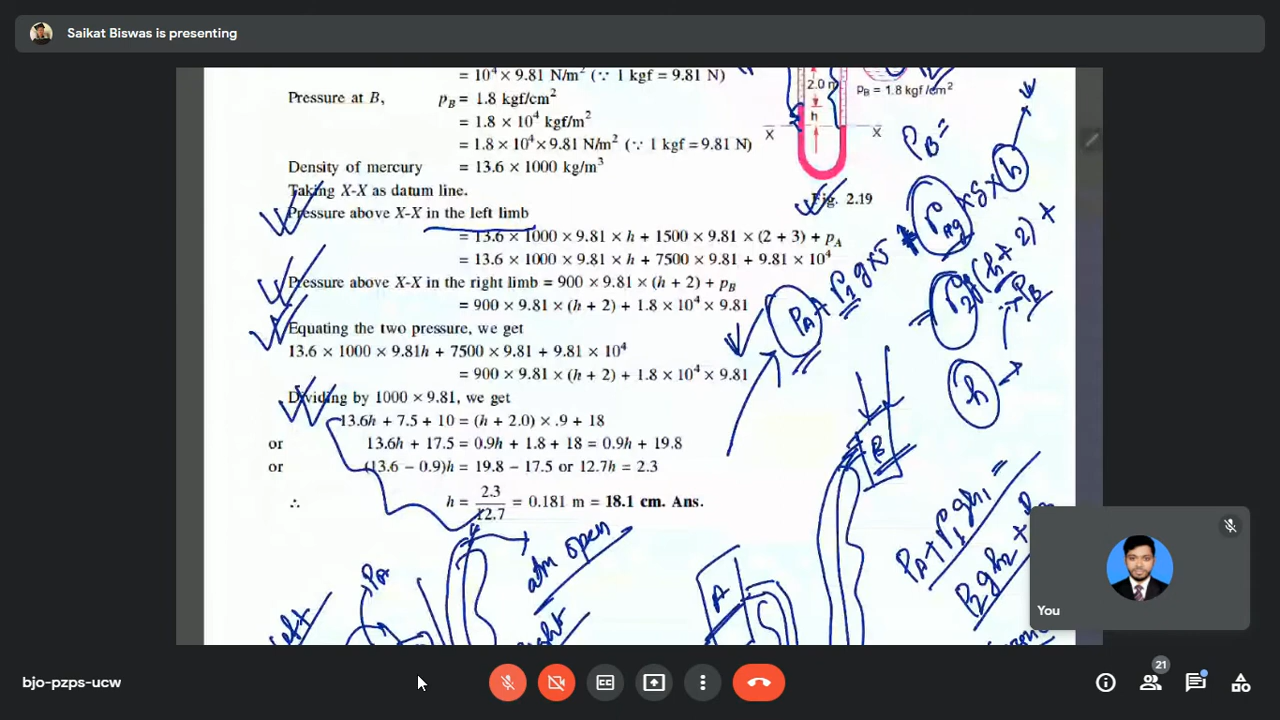 Saikat Biswas is presenting
= 10⁴ × 9.81 N/m² (∵ 1 kgf = 9.81 N)
Pressure at B, p_B = 1.8 kgf/cm²
= 1.8 × 10⁴ kgf/m²
= 1.8 × 10⁴ × 9.81 N/m² (∵ 1 kgf = 9.81 N)
Density of mercury = 13.6 × 1000 kg/m³
Taking X-X as datum line.
Pressure above X-X in the left limb
= 13.6 × 1000 × 9.81 × h + 1500 × 9.81 × (2 + 3) + p_A
= 13.6 × 1000 × 9.81 × h + 7500 × 9.81 + 9.81 × 10⁴
Pressure above X-X in the right limb = 900 × 9.81 × (h + 2) + p_B
= 900 × 9.81 × (h + 2) + 1.8 × 10⁴ × 9.81
Equating the two pressure, we get
13.6 × 1000 × 9.81h + 7500 × 9.81 + 9.81 × 10⁴
= 900 × 9.81 × (h + 2) + 1.8 × 10⁴ × 9.81
Dividing by 1000 × 9.81, we get
13.6h + 7.5 + 10 = (h + 2.0) × .9 + 18
or 13.6h + 17.5 = 0.9h + 1.8 + 18 = 0.9h + 19.8
or (13.6 – 0.9)h = 19.8 – 17.5 or 12.7h = 2.3
∴ h = 2.3/12.7 = 0.181 m = 18.1 cm. Ans.
2.0 m
P_B = 1.8 kgf/cm²
h
X X
Fig. 2.19
P_B =
(h + 2) +
P_B
h
B
atm open
P_A
A
You
bjo-pzps-ucw
CC
21